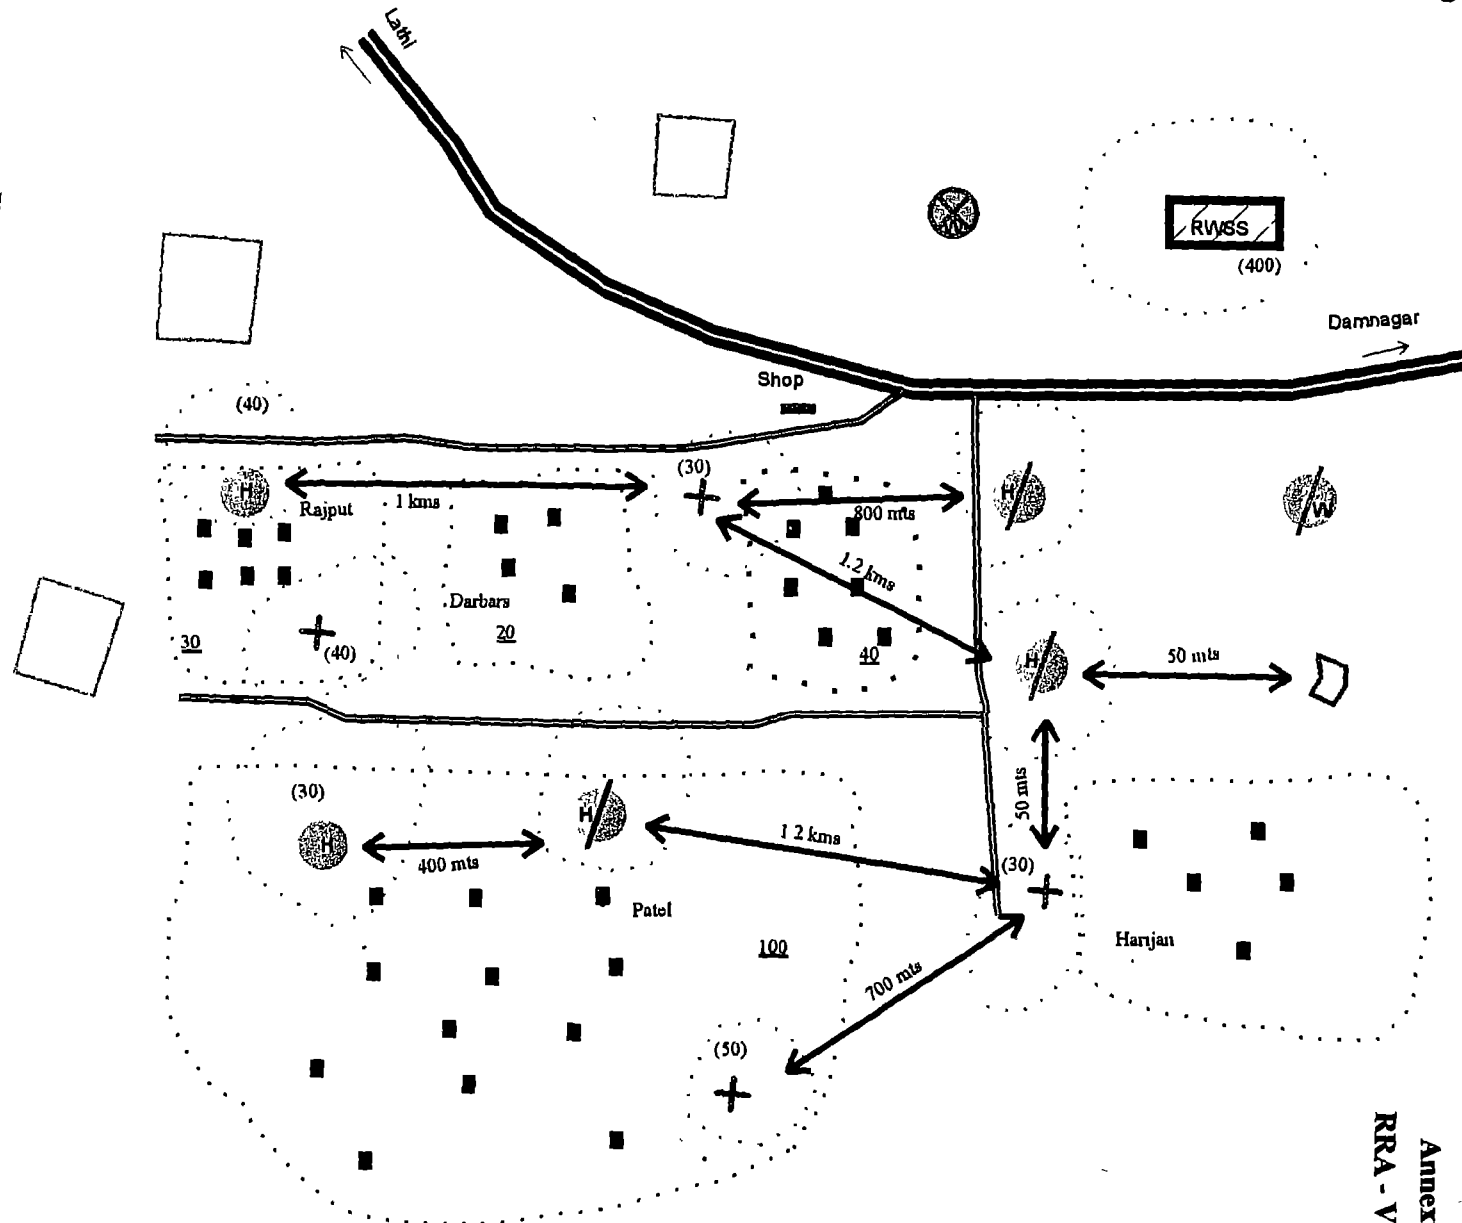 Lathi
W
RWSS
(400)
Damnagar
Shop
(40)
(30)
H
1 kms
Rajput
800 mts
H
W
1.2 kms
Darbars
30
(40)
20
40
H
50 mts
(30)
H
H
50 mts
1 2 kms
400 mts
(30)
Patel
100
Harijan
700 mts
(50)
Annex
RRA - V